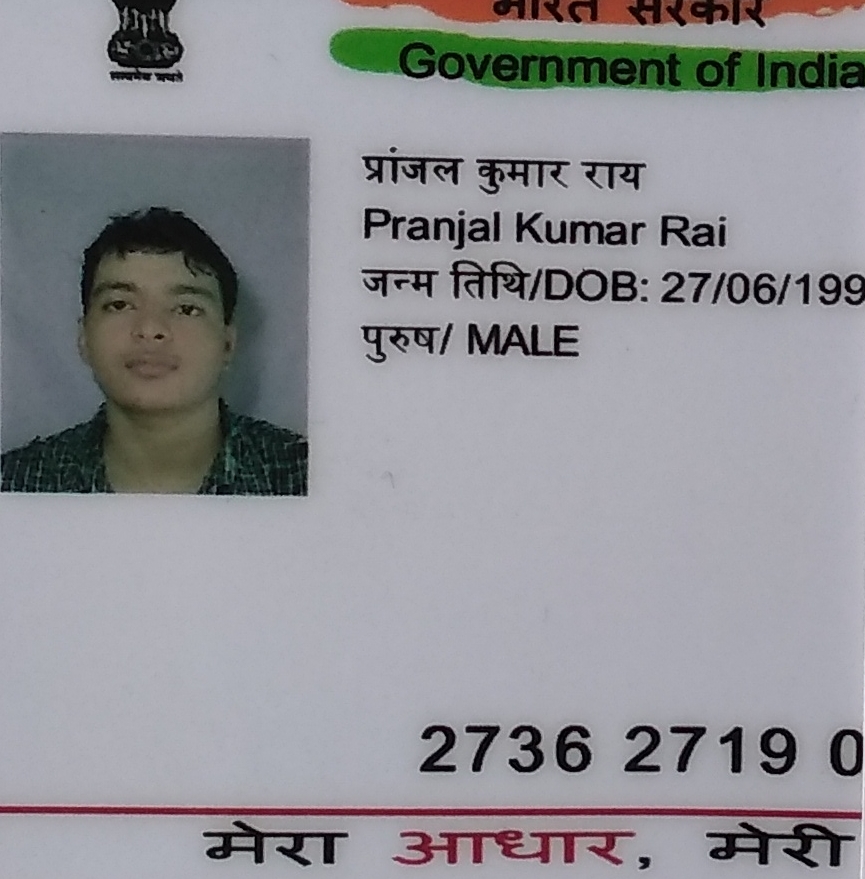 सत्यमेव जयते
भारत सरकार
Government of India
प्रांजल कुमार राय
Pranjal Kumar Rai
जन्म तिथि/DOB: 27/06/199
पुरुष/ MALE
2736 2719 0
मेरा आधार, मेरी